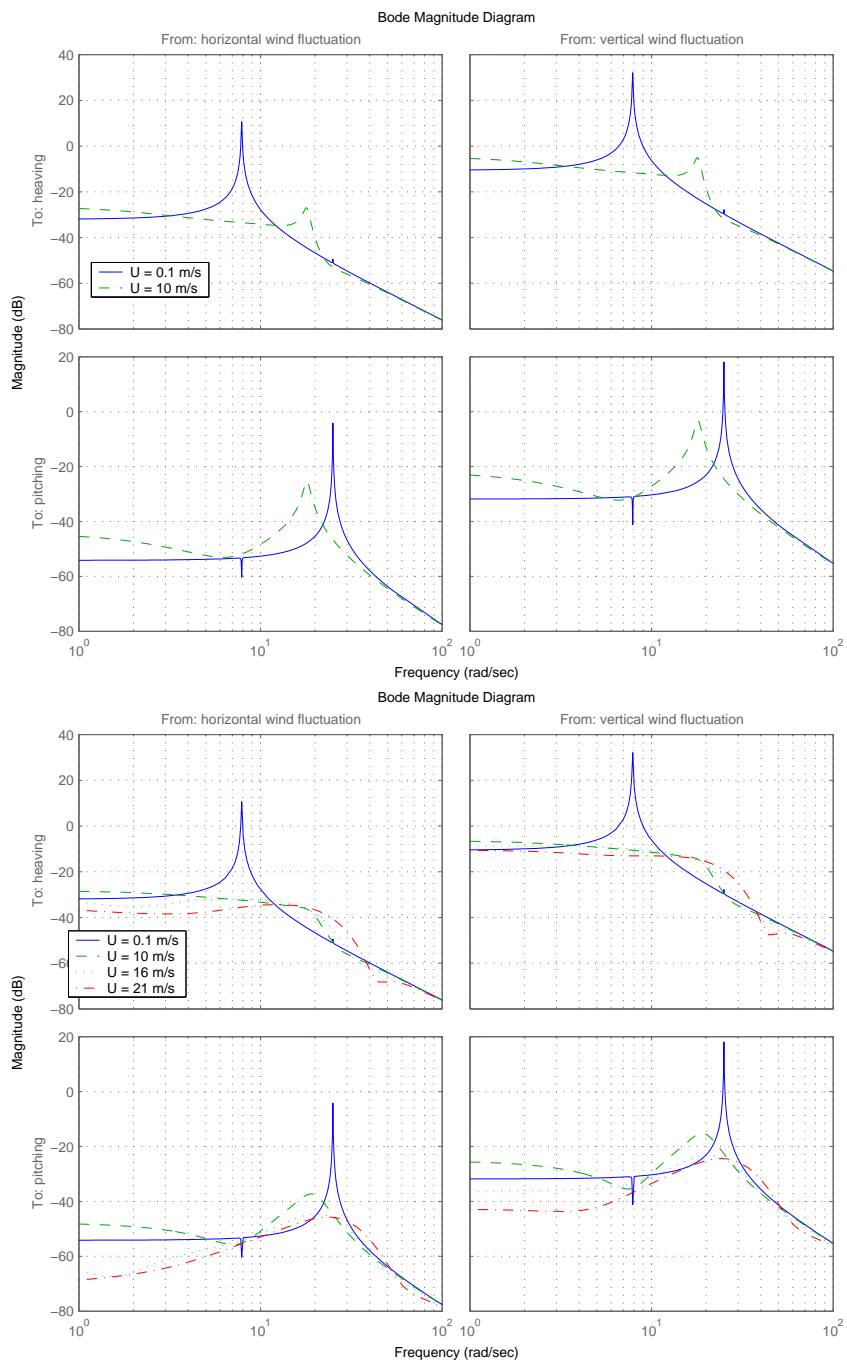 Bode Magnitude Diagram
From: horizontal wind fluctuation
From: vertical wind fluctuation
40
20
0
−20
−40
−60
−80
To: heaving
U = 0.1 m/s
U = 10 m/s
Magnitude (dB)
20
0
−20
−40
−60
−80
To: pitching
10^0
10^1
10^2
10^0
10^1
10^2
Frequency (rad/sec)
Bode Magnitude Diagram
From: horizontal wind fluctuation
From: vertical wind fluctuation
40
20
0
−20
−40
−60
−80
To: heaving
U = 0.1 m/s
U = 10 m/s
U = 16 m/s
U = 21 m/s
Magnitude (dB)
20
0
−20
−40
−60
−80
To: pitching
10^0
10^1
10^2
10^0
10^1
10^2
Frequency (rad/sec)